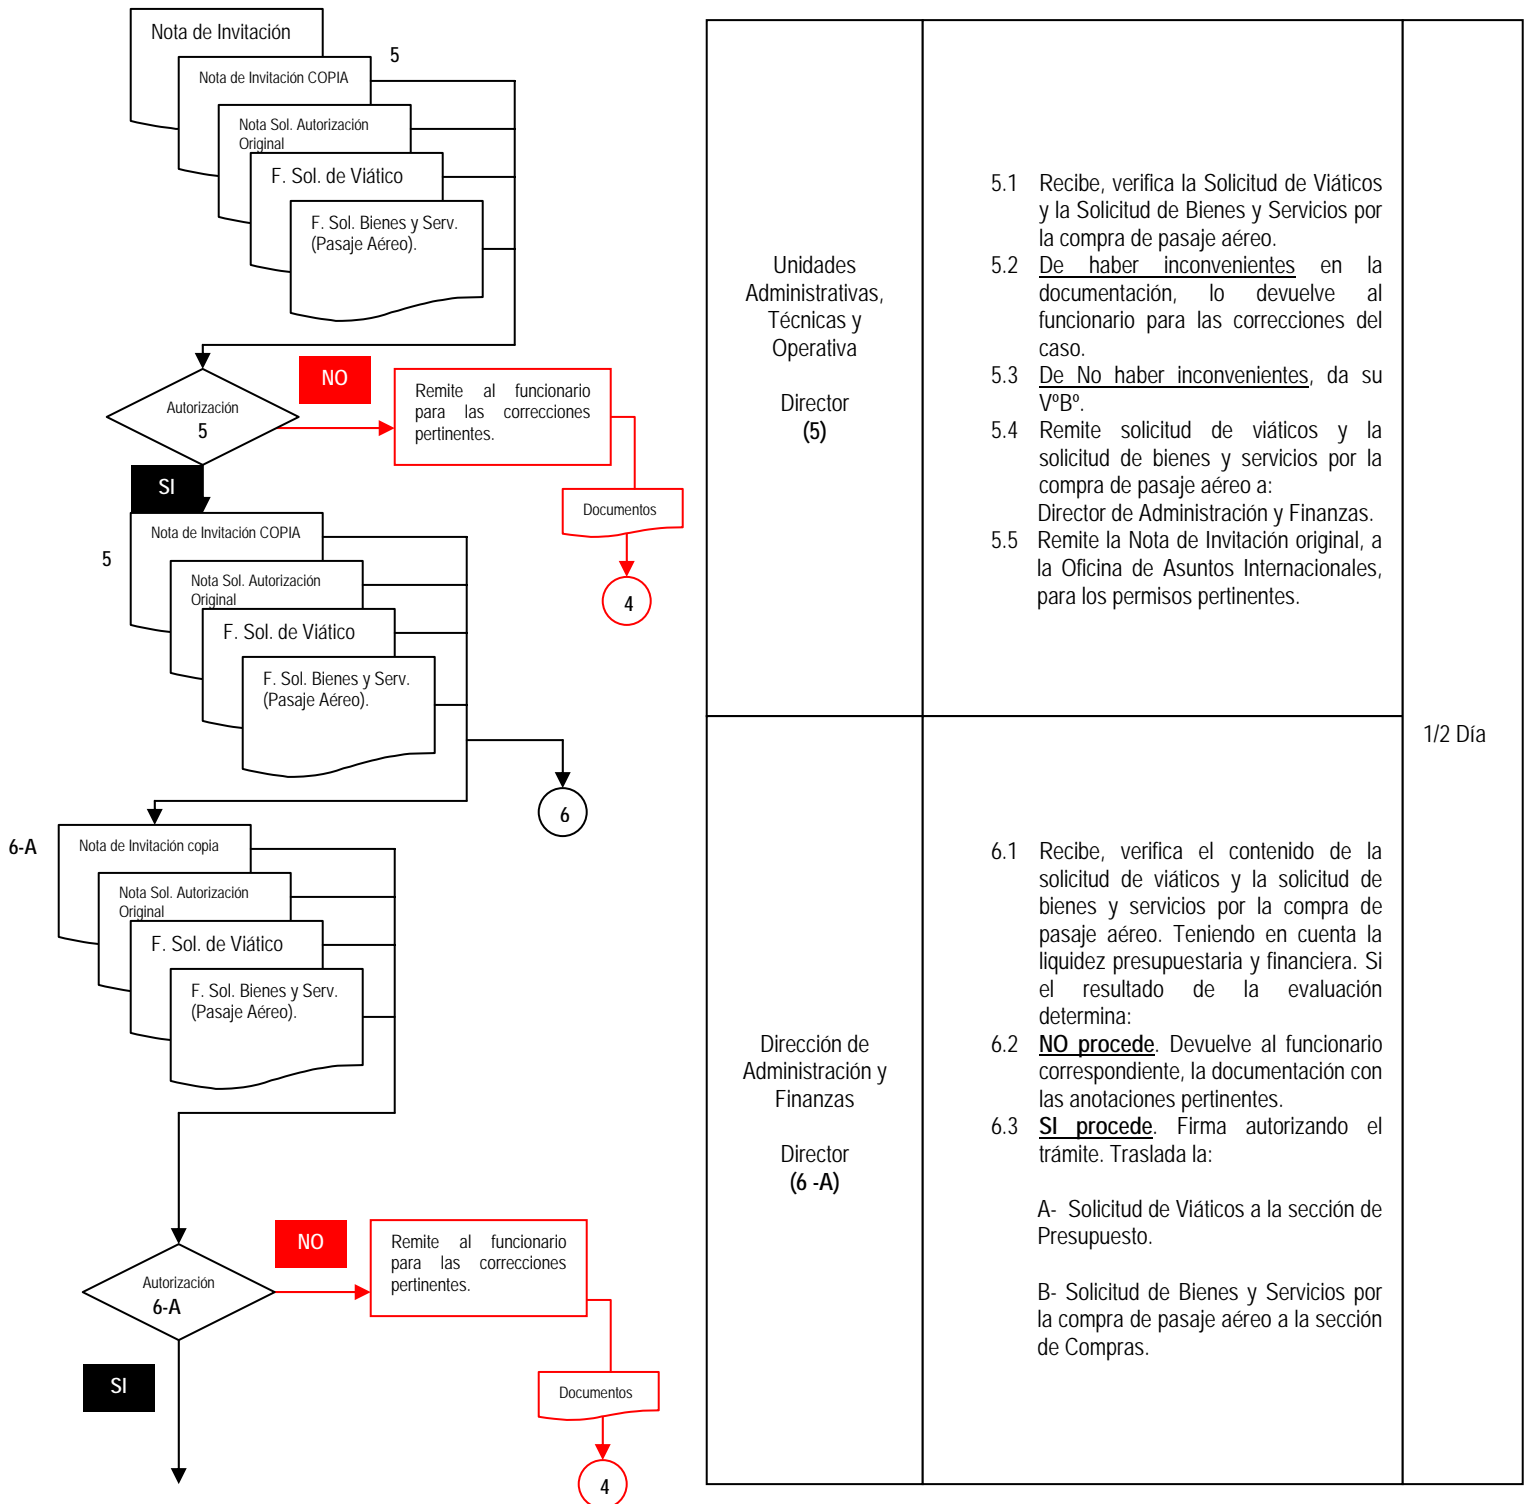 Nota de Invitación
5
Nota de Invitación COPIA
Nota Sol. Autorización
Original
F. Sol. de Viático
F. Sol. Bienes y Serv.
(Pasaje Aéreo).
Autorización
5
NO
Remite al funcionario
para las correcciones
pertinentes.
Documentos
4
SI
5
Nota de Invitación COPIA
Nota Sol. Autorización
Original
F. Sol. de Viático
F. Sol. Bienes y Serv.
(Pasaje Aéreo).
6
6-A
Nota de Invitación copia
Nota Sol. Autorización
Original
F. Sol. de Viático
F. Sol. Bienes y Serv.
(Pasaje Aéreo).
Autorización
6-A
NO
Remite al funcionario
para las correcciones
pertinentes.
Documentos
4
SI
Unidades
Administrativas,
Técnicas y
Operativa
Director
(5)
5.1 Recibe, verifica la Solicitud de Viáticos
y la Solicitud de Bienes y Servicios por
la compra de pasaje aéreo.
5.2 De haber inconvenientes en la
documentación, lo devuelve al
funcionario para las correcciones del
caso.
5.3 De No haber inconvenientes, da su
VºBº.
5.4 Remite solicitud de viáticos y la
solicitud de bienes y servicios por la
compra de pasaje aéreo a:
Director de Administración y Finanzas.
5.5 Remite la Nota de Invitación original, a
la Oficina de Asuntos Internacionales,
para los permisos pertinentes.
1/2 Día
Dirección de
Administración y
Finanzas
Director
(6 -A)
6.1 Recibe, verifica el contenido de la
solicitud de viáticos y la solicitud de
bienes y servicios por la compra de
pasaje aéreo. Teniendo en cuenta la
liquidez presupuestaria y financiera. Si
el resultado de la evaluación
determina:
6.2 NO procede. Devuelve al funcionario
correspondiente, la documentación con
las anotaciones pertinentes.
6.3 SI procede. Firma autorizando el
trámite. Traslada la:
A- Solicitud de Viáticos a la sección de
Presupuesto.
B- Solicitud de Bienes y Servicios por
la compra de pasaje aéreo a la sección
de Compras.